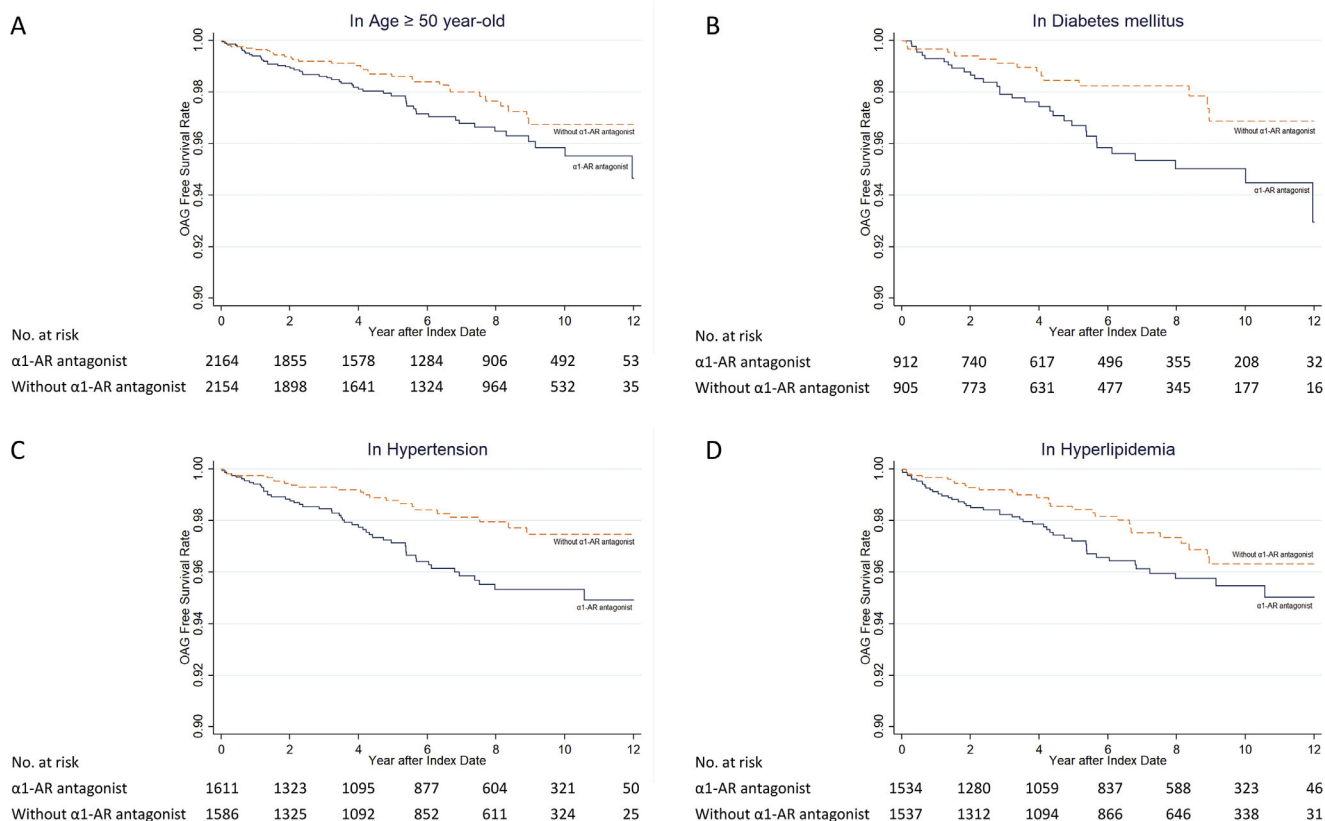 A
In Age ≥ 50 year-old
OAG Free Survival Rate
1.00
0.98
0.96
0.94
0.92
0.90
Without α1-AR antagonist
α1-AR antagonist
0 2 4 6 8 10 12
Year after Index Date
No. at risk
α1-AR antagonist 2164 1855 1578 1284 906 492 53
Without α1-AR antagonist 2154 1898 1641 1324 964 532 35
B
In Diabetes mellitus
OAG Free Survival Rate
1.00
0.98
0.96
0.94
0.92
0.90
Without α1-AR antagonist
α1-AR antagonist
0 2 4 6 8 10 12
Year after Index Date
No. at risk
α1-AR antagonist 912 740 617 496 355 208 32
Without α1-AR antagonist 905 773 631 477 345 177 16
C
In Hypertension
OAG Free Survival Rate
1.00
0.98
0.96
0.94
0.92
0.90
Without α1-AR antagonist
α1-AR antagonist
0 2 4 6 8 10 12
Year after Index Date
No. at risk
α1-AR antagonist 1611 1323 1095 877 604 321 50
Without α1-AR antagonist 1586 1325 1092 852 611 324 25
D
In Hyperlipidemia
OAG Free Survival Rate
1.00
0.98
0.96
0.94
0.92
0.90
Without α1-AR antagonist
α1-AR antagonist
0 2 4 6 8 10 12
Year after Index Date
No. at risk
α1-AR antagonist 1534 1280 1059 837 588 323 46
Without α1-AR antagonist 1537 1312 1094 866 646 338 31